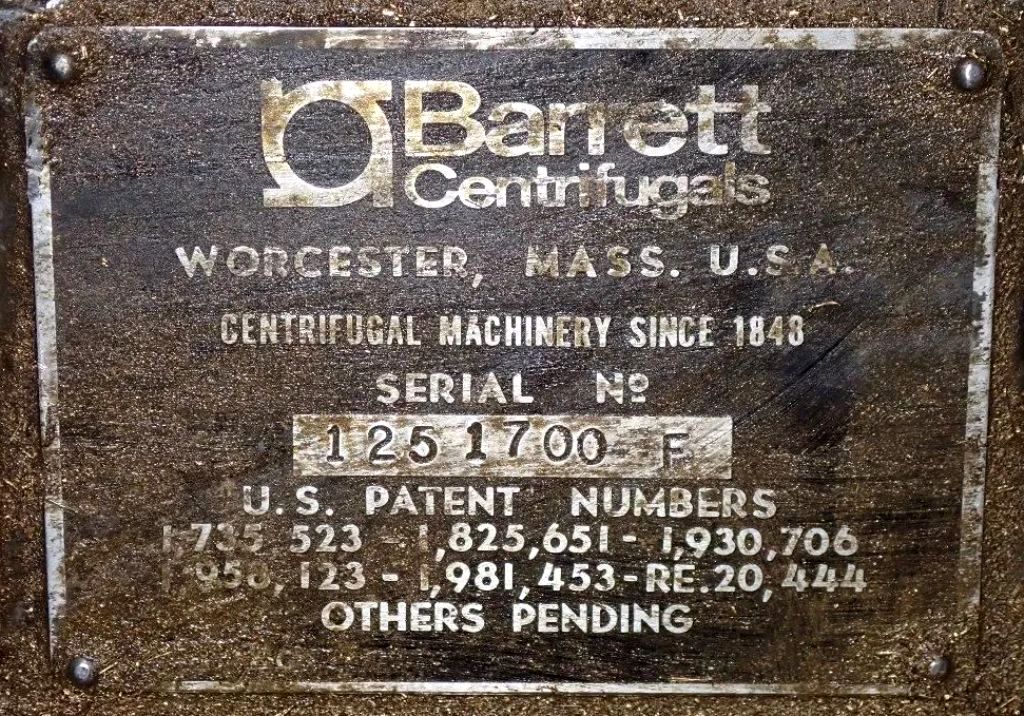 Barrett
Centrifugals
WORCESTER, MASS. U.S.A.
CENTRIFUGAL MACHINERY SINCE 1848
SERIAL Nº
1251700 F
U.S. PATENT NUMBERS
1,735,523 - 1,825,651 - 1,930,706
1,958,123 - 1,981,453 - RE.20,444
OTHERS PENDING